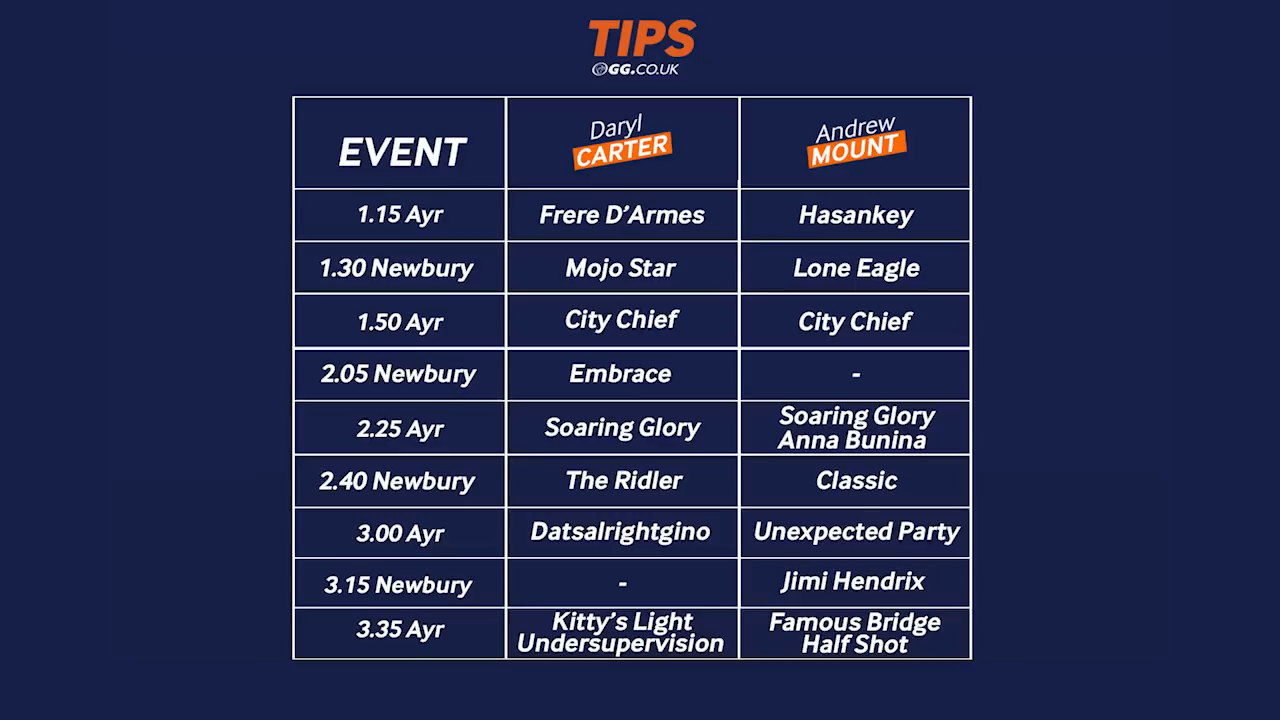 TIPS
GG.CO.UK
EVENT
Daryl
CARTER
Andrew
MOUNT
1.15 Ayr
Frere D’Armes
Hasankey
1.30 Newbury
Mojo Star
Lone Eagle
1.50 Ayr
City Chief
City Chief
2.05 Newbury
Embrace
-
2.25 Ayr
Soaring Glory
Soaring Glory
Anna Bunina
2.40 Newbury
The Ridler
Classic
3.00 Ayr
Datsalrightgino
Unexpected Party
3.15 Newbury
-
Jimi Hendrix
3.35 Ayr
Kitty’s Light
Undersupervision
Famous Bridge
Half Shot